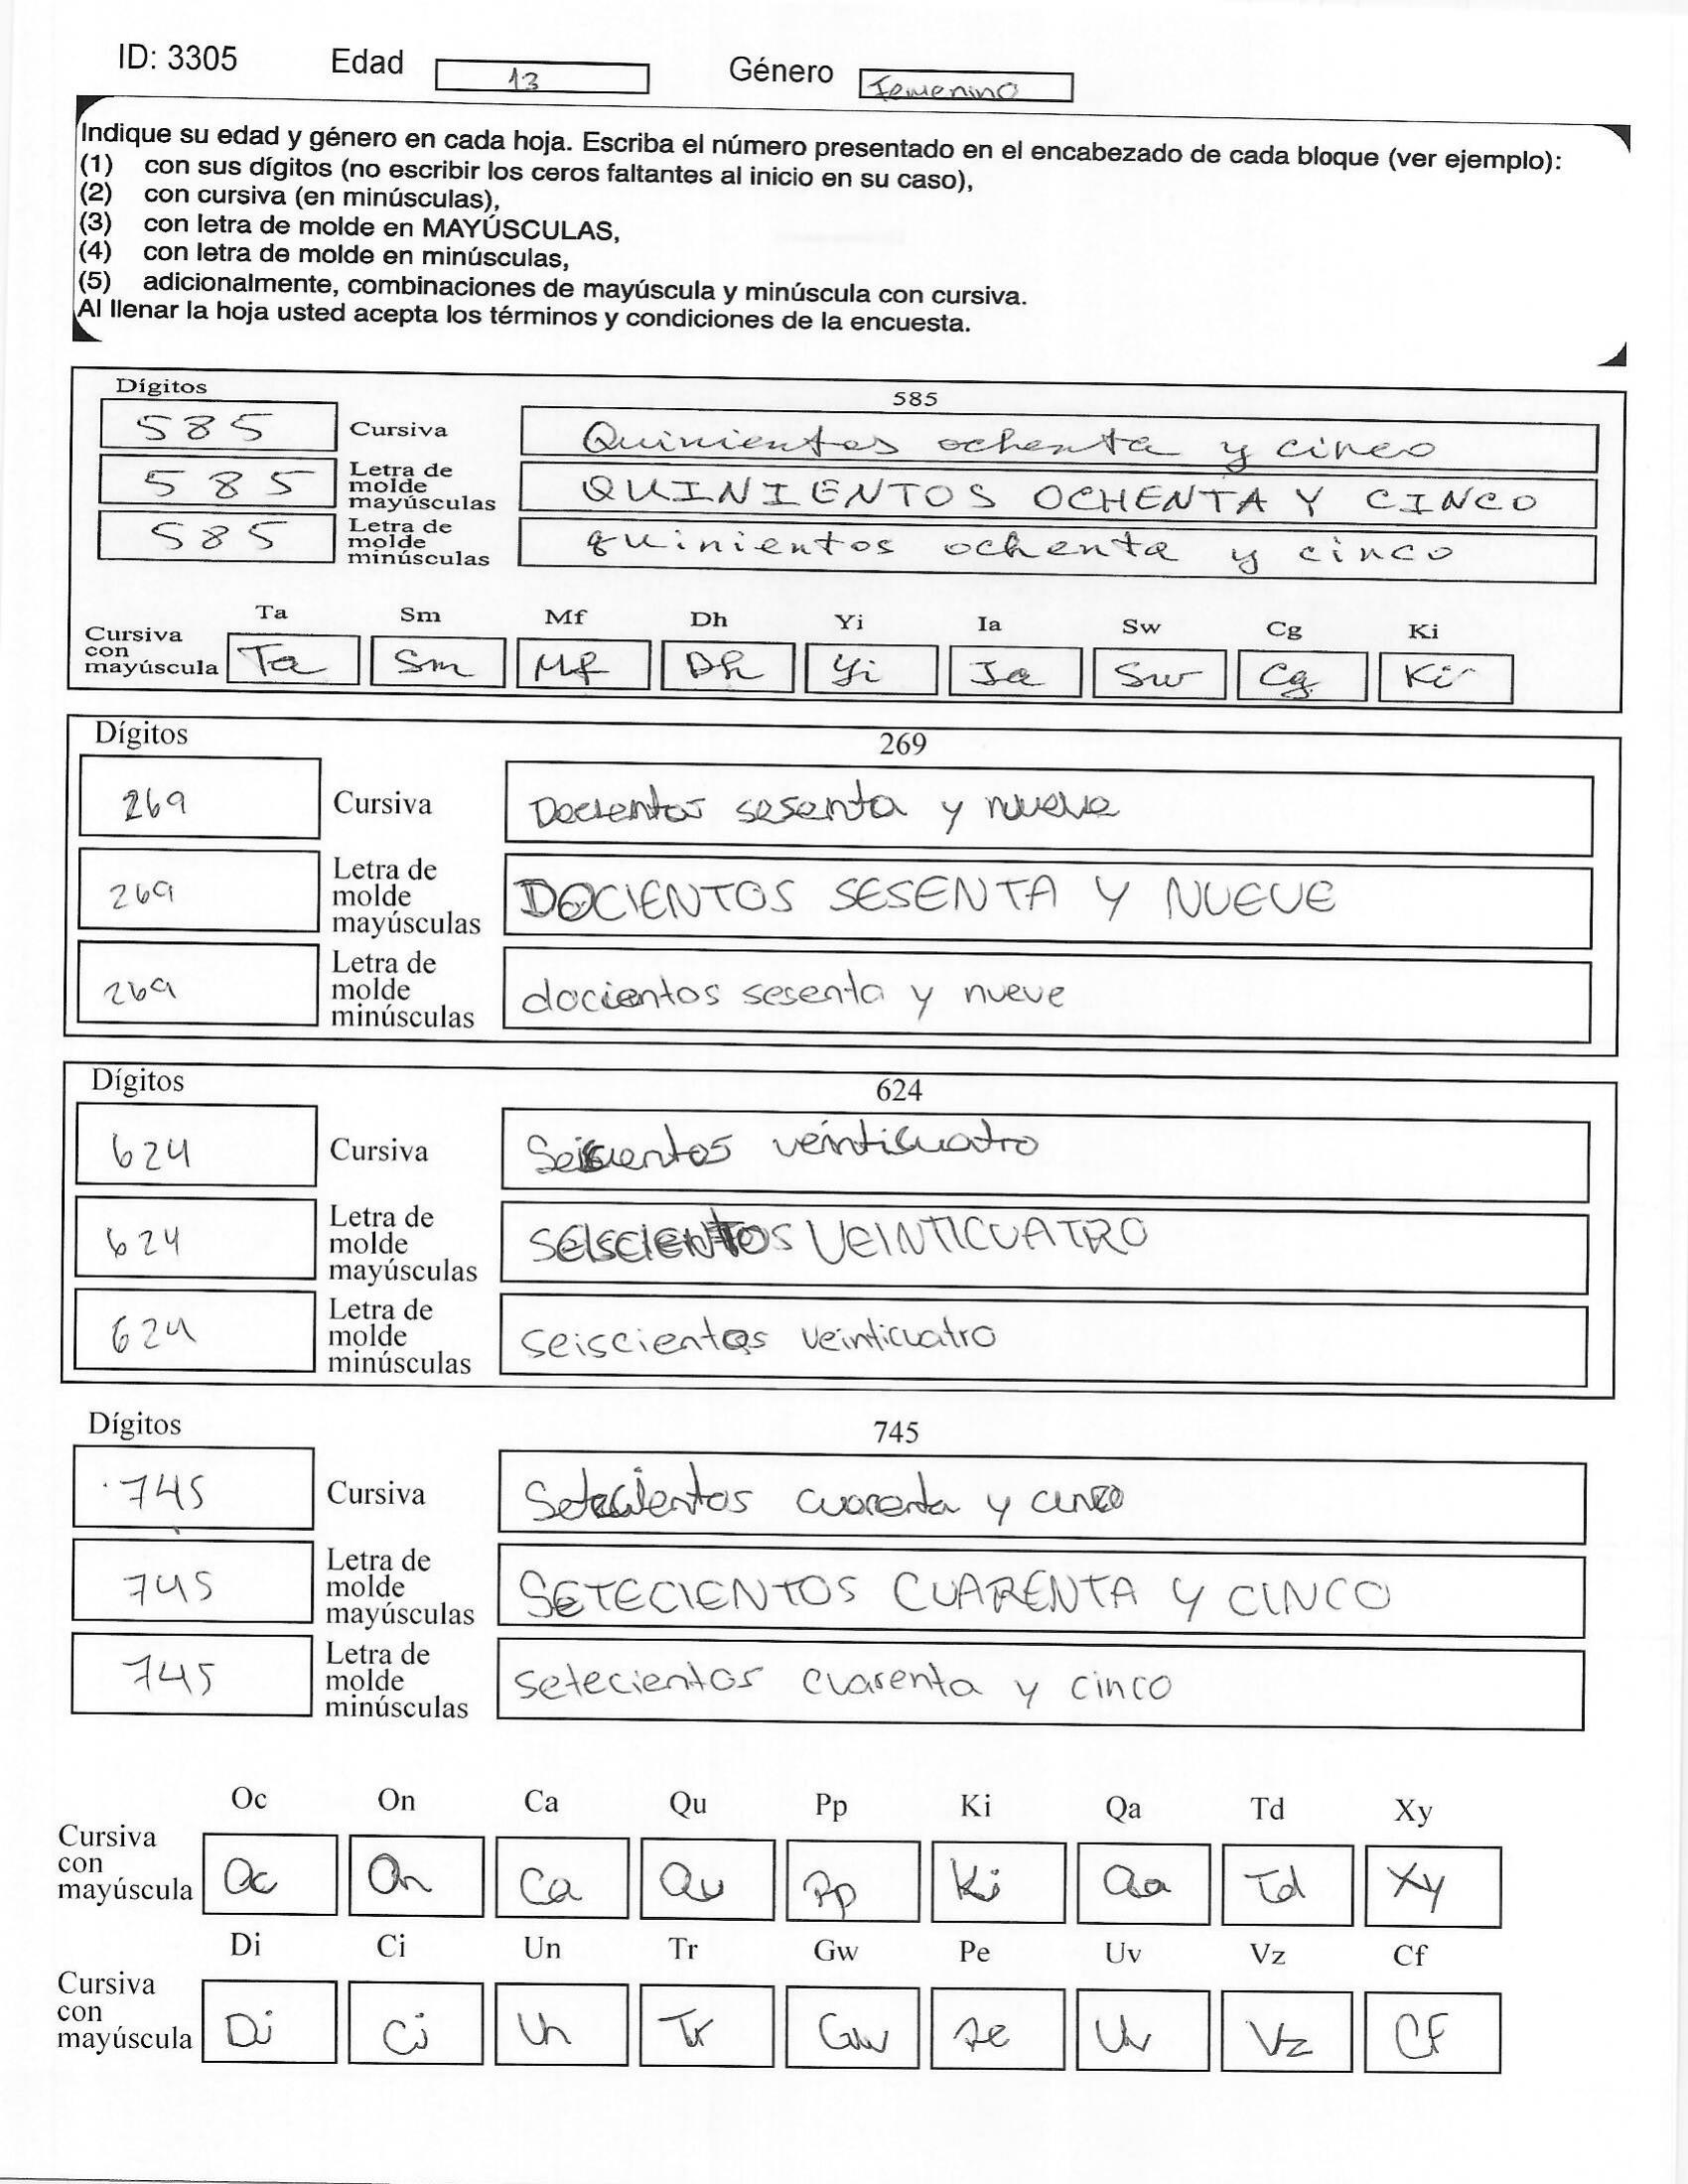 ID: 3305 Edad 13 Género Femenino
Indique su edad y género en cada hoja. Escriba el número presentado en el encabezado de cada bloque (ver ejemplo):
(1) con sus dígitos (no escribir los ceros faltantes al inicio en su caso),
(2) con cursiva (en minúsculas),
(3) con letra de molde en MAYÚSCULAS,
(4) con letra de molde en minúsculas,
(5) adicionalmente, combinaciones de mayúscula y minúscula con cursiva.
Al llenar la hoja usted acepta los términos y condiciones de la encuesta.
Dígitos 585
585 Cursiva Quinientos ochenta y cinco
585 Letra de molde mayúsculas QUINIENTOS OCHENTA Y CINCO
585 Letra de molde minúsculas quinientos ochenta y cinco
Ta Sm Mf Dh Yi Ia Sw Cg Ki
Cursiva con mayúscula Ta Sm Mf Dh Yi Ia Sw Cg Ki
Dígitos 269
269 Cursiva Docientos sesenta y nueve
269 Letra de molde mayúsculas DOCIENTOS SESENTA Y NUEVE
269 Letra de molde minúsculas docientos sesenta y nueve
Dígitos 624
624 Cursiva Seiscientos veinticuatro
624 Letra de molde mayúsculas SEISCIENTOS VEINTICUATRO
624 Letra de molde minúsculas seiscientos veinticuatro
Dígitos 745
745 Cursiva Setecientos cuarenta y cinco
745 Letra de molde mayúsculas SETECIENTOS CUARENTA Y CINCO
745 Letra de molde minúsculas setecientos cuarenta y cinco
Oc On Ca Qu Pp Ki Qa Td Xy
Cursiva con mayúscula Oc On Ca Qu Pp Ki Qa Td Xy
Di Ci Un Tr Gw Pe Uv Vz Cf
Cursiva con mayúscula Di Ci Un Tr Gw Pe Uv Vz CF